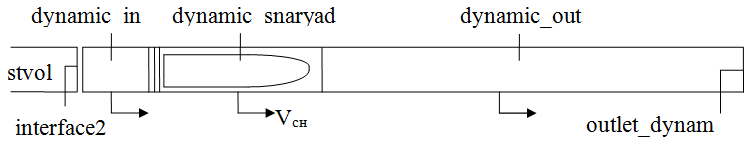 dynamic in dynamic snaryad dynamic_out
stvol
interface2 Vсн outlet_dynam